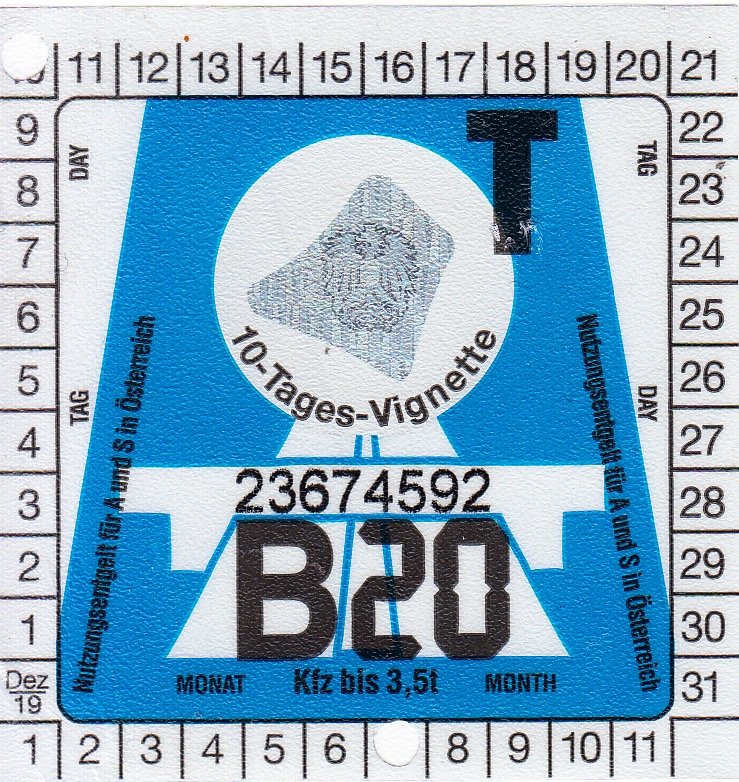 11 12 13 14 15 16 17 18 19 20 21
9
8
7
6
5
4
3
2
1
Dez
19
DAY
TAG
TAG
DAY
22
23
24
25
26
27
28
29
30
31
T
10-Tages-Vignette
Nutzungsentgelt für A und S in Österreich
Nutzungsentgelt für A und S in Österreich
23674592
B20
MONAT Kfz bis 3,5t MONTH
1 2 3 4 5 6 8 9 10 11